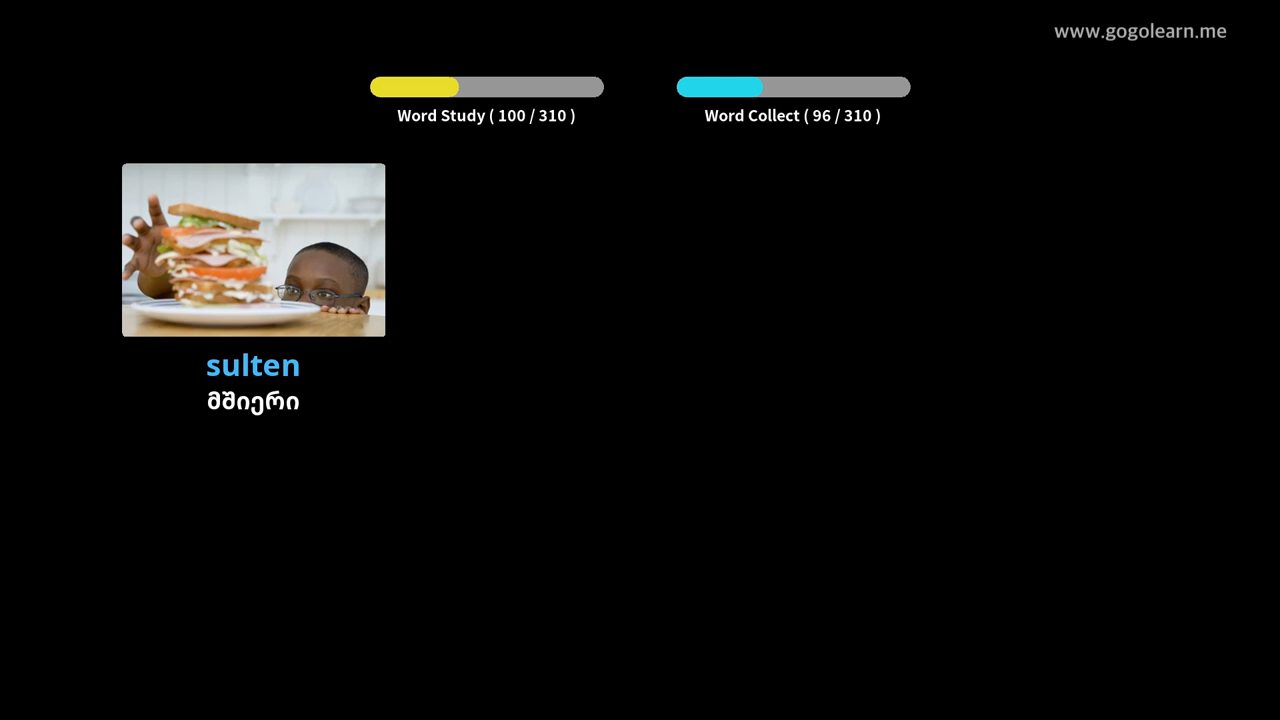 www.gogolearn.me
Word Study ( 100 / 310 )
Word Collect ( 96 / 310 )
sulten
მშიერი